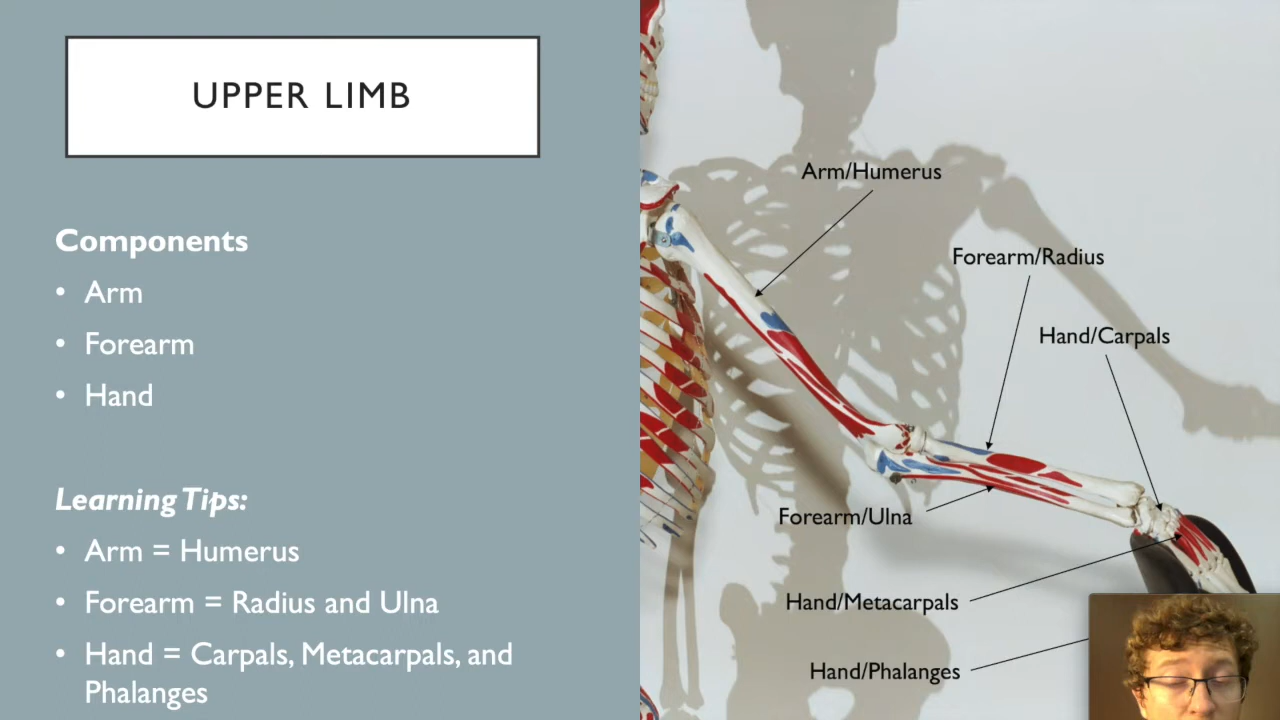 UPPER LIMB
Components
• Arm
• Forearm
• Hand
Learning Tips:
• Arm = Humerus
• Forearm = Radius and Ulna
• Hand = Carpals, Metacarpals, and
Phalanges
Arm/Humerus
Forearm/Radius
Hand/Carpals
Forearm/Ulna
Hand/Metacarpals
Hand/Phalanges